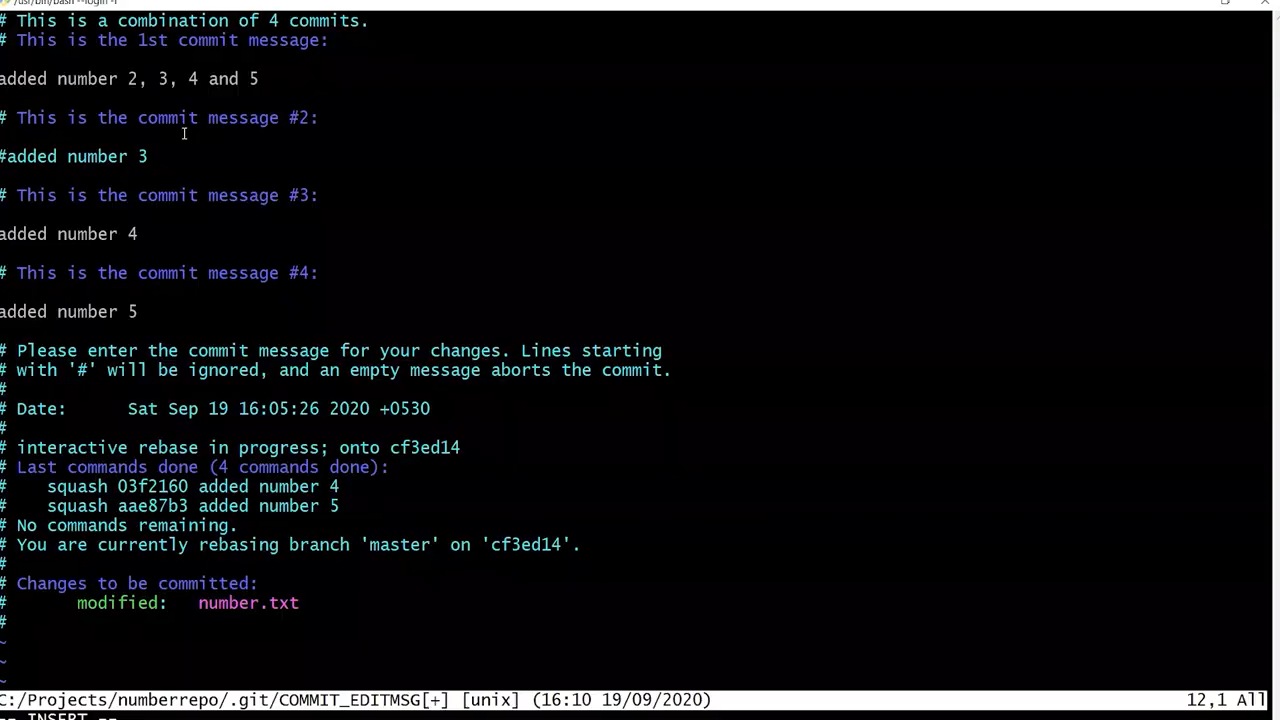 /usr/bin/bash --login -i
# This is a combination of 4 commits.
# This is the 1st commit message:
added number 2, 3, 4 and 5
# This is the commit message #2:
#added number 3
# This is the commit message #3:
added number 4
# This is the commit message #4:
added number 5
# Please enter the commit message for your changes. Lines starting
# with '#' will be ignored, and an empty message aborts the commit.
#
# Date:      Sat Sep 19 16:05:26 2020 +0530
#
# interactive rebase in progress; onto cf3ed14
# Last commands done (4 commands done):
#    squash 03f2160 added number 4
#    squash aae87b3 added number 5
# No commands remaining.
# You are currently rebasing branch 'master' on 'cf3ed14'.
#
# Changes to be committed:
#       modified:   number.txt
#
~
~
~
C:/Projects/numberrepo/.git/COMMIT_EDITMSG[+] [unix] (16:10 19/09/2020) 12,1 All
-- INSERT --